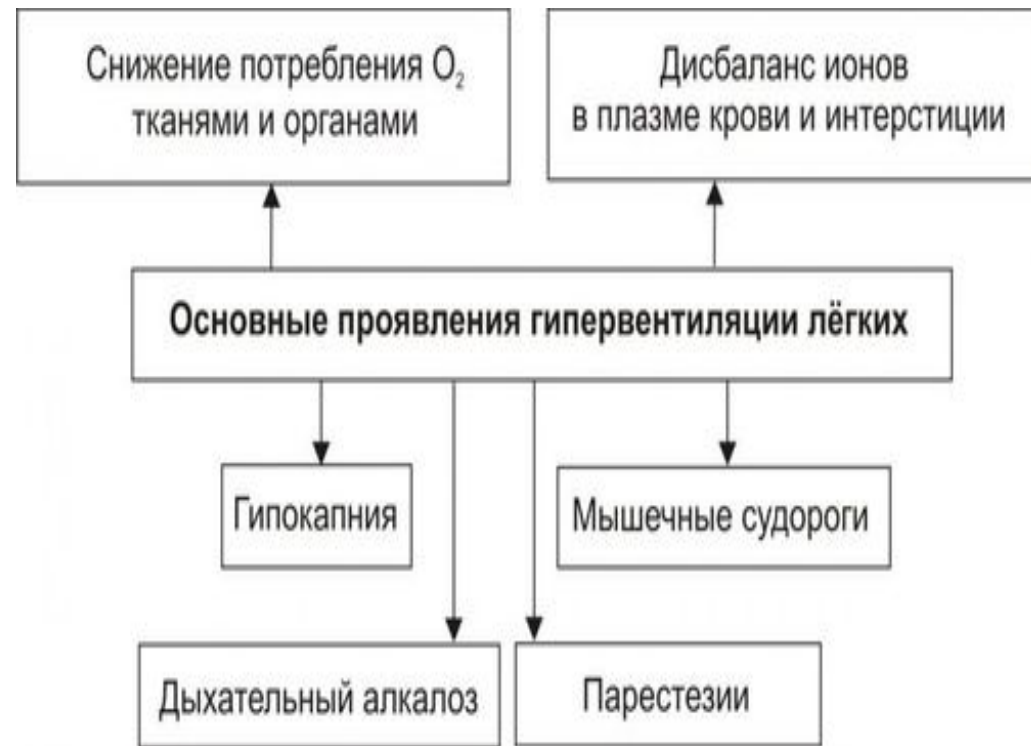 Снижение потребления O₂
тканями и органами
Дисбаланс ионов
в плазме крови и интерстиции
Основные проявления гипервентиляции лёгких
Гипокапния
Мышечные судороги
Дыхательный алкалоз
Парестезии